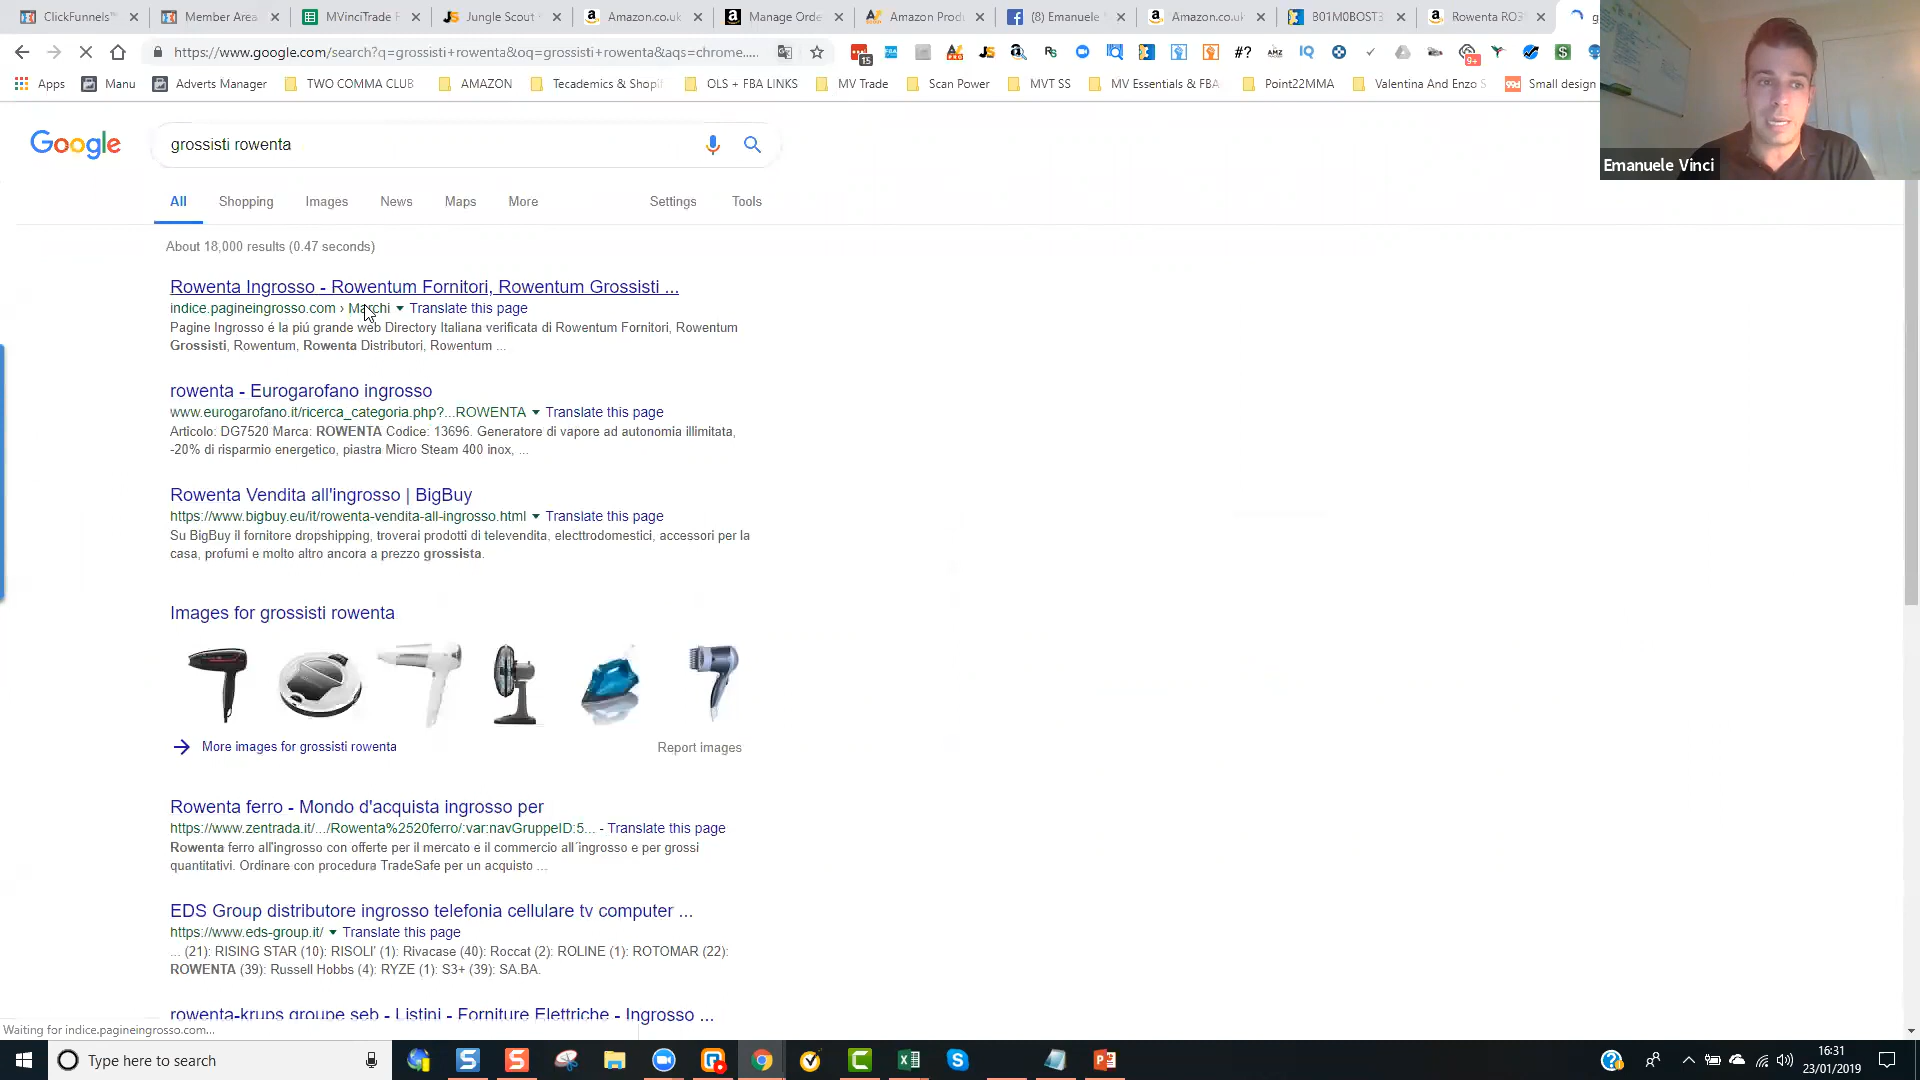 ClickFunnels™
Member Area
MVinciTrade F
Jungle Scout
Amazon.co.uk
Manage Orde
Amazon Produ
(8) Emanuele
Amazon.co.uk
B01M0BOST3
Rowenta RO3
https://www.google.com/search?q=grossisti+rowenta&oq=grossisti+rowenta&aqs=chrome....
Apps
Manu
Adverts Manager
TWO COMMA CLUB
AMAZON
Tecademics & Shopif
OLS + FBA LINKS
MV Trade
Scan Power
MVT SS
MV Essentials & FBA
Point22MMA
Valentina And Enzo S
Small design
Emanuele Vinci
Google
grossisti rowenta
All
Shopping
Images
News
Maps
More
Settings
Tools
About 18,000 results (0.47 seconds)
Rowenta Ingrosso - Rowentum Fornitori, Rowentum Grossisti ...
indice.pagineingrosso.com › Marchi ▼ Translate this page
Pagine Ingrosso é la piú grande web Directory Italiana verificata di Rowentum Fornitori, Rowentum
Grossisti, Rowentum, Rowenta Distributori, Rowentum ...
rowenta - Eurogarofano ingrosso
www.eurogarofano.it/ricerca_categoria.php?...ROWENTA ▼ Translate this page
Articolo: DG7520 Marca: ROWENTA Codice: 13696. Generatore di vapore ad autonomia illimitata,
-20% di risparmio energetico, piastra Micro Steam 400 inox, ...
Rowenta Vendita all'ingrosso | BigBuy
https://www.bigbuy.eu/it/rowenta-vendita-all-ingrosso.html ▼ Translate this page
Su BigBuy il fornitore dropshipping, troverai prodotti di televendita, electtrodomestici, accessori per la
casa, profumi e molto altro ancora a prezzo grossista.
Images for grossisti rowenta
More images for grossisti rowenta
Report images
Rowenta ferro - Mondo d'acquista ingrosso per
https://www.zentrada.it/.../Rowenta%2520ferro/:var:navGruppeID:5... - Translate this page
Rowenta ferro all'ingrosso con offerte per il mercato e il commercio all´ingrosso e per grossi
quantitativi. Ordinare con procedura TradeSafe per un acquisto ...
EDS Group distributore ingrosso telefonia cellulare tv computer ...
https://www.eds-group.it/ ▼ Translate this page
... (21): RISING STAR (10): RISOLI' (1): Rivacase (40): Roccat (2): ROLINE (1): ROTOMAR (22):
ROWENTA (39): Russell Hobbs (4): RYZE (1): S3+ (39): SA.BA.
rowenta-krups groupe seb - Listini - Forniture Elettriche - Ingrosso ...
Waiting for indice.pagineingrosso.com...
Type here to search
16:31
23/01/2019